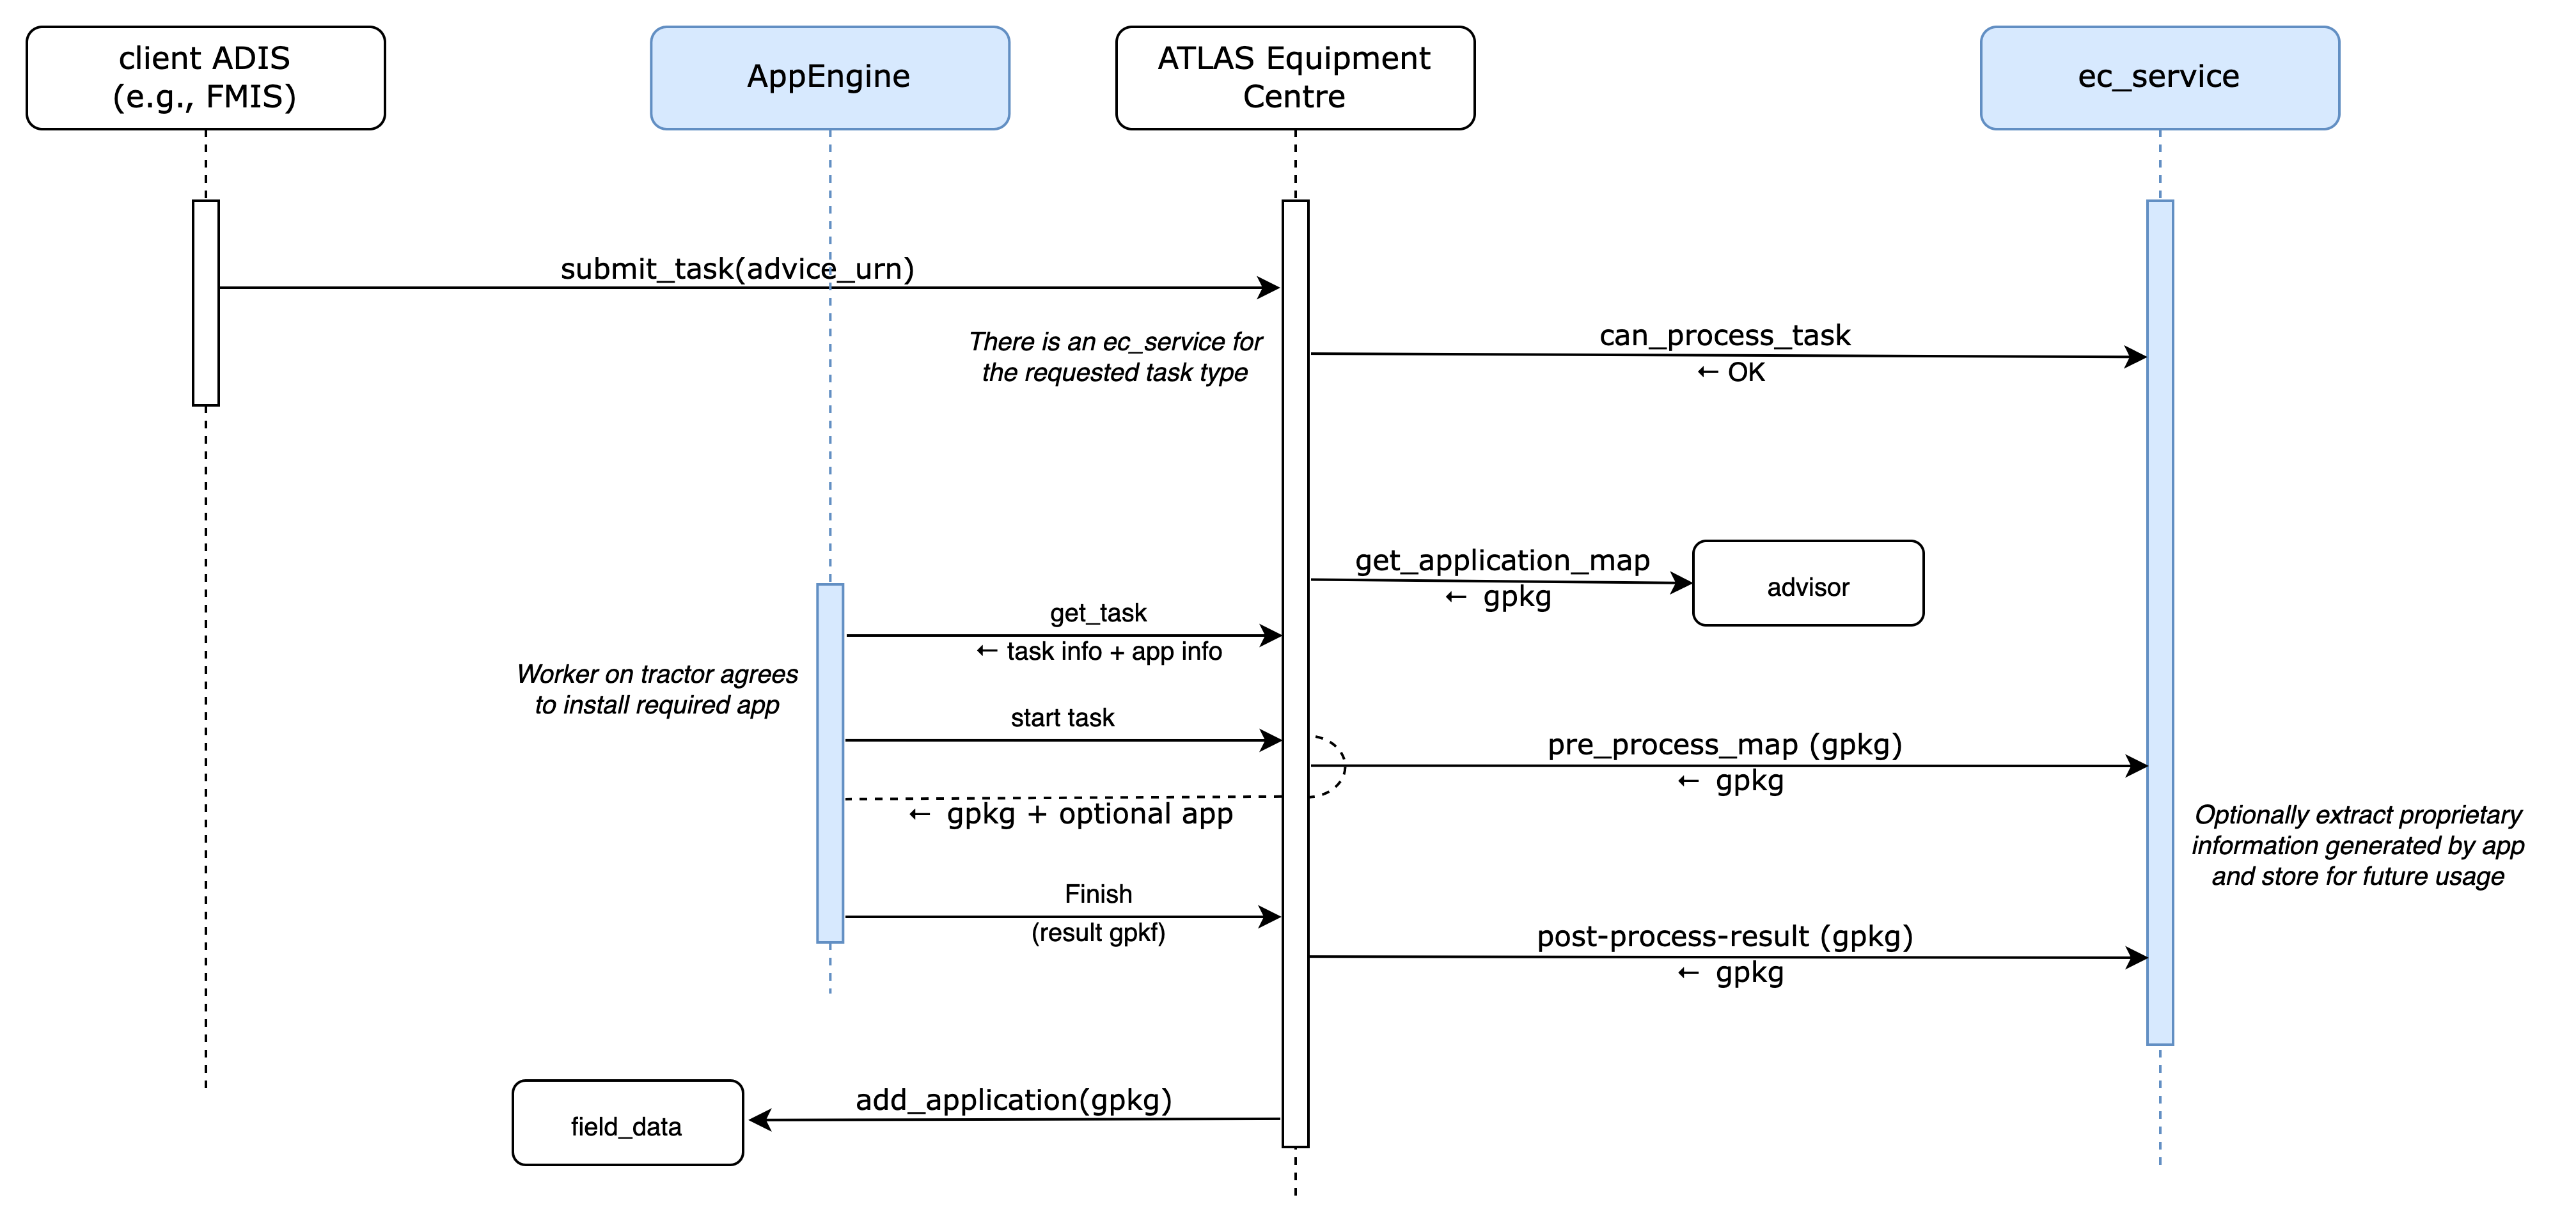 client ADIS
(e.g., FMIS)
AppEngine
ATLAS Equipment
Centre
ec_service
submit_task(advice_urn)
There is an ec_service for
the requested task type
can_process_task
← OK
get_application_map
← gpkg
advisor
get_task
← task info + app info
Worker on tractor agrees
to install required app
start task
pre_process_map (gpkg)
← gpkg
← gpkg + optional app
Optionally extract proprietary
information generated by app
and store for future usage
Finish
(result gpkf)
post-process-result (gpkg)
← gpkg
add_application(gpkg)
field_data